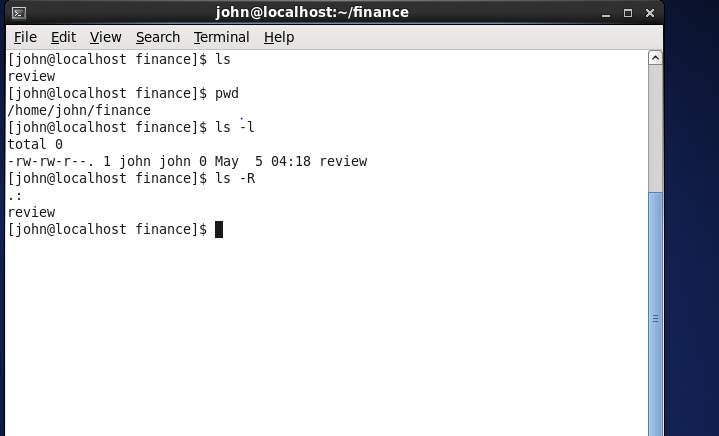 john@localhost:~/finance
File Edit View Search Terminal Help
[john@localhost finance]$ ls
review
[john@localhost finance]$ pwd
/home/john/finance
[john@localhost finance]$ ls -l
total 0
-rw-rw-r--. 1 john john 0 May  5 04:18 review
[john@localhost finance]$ ls -R
.:
review
[john@localhost finance]$